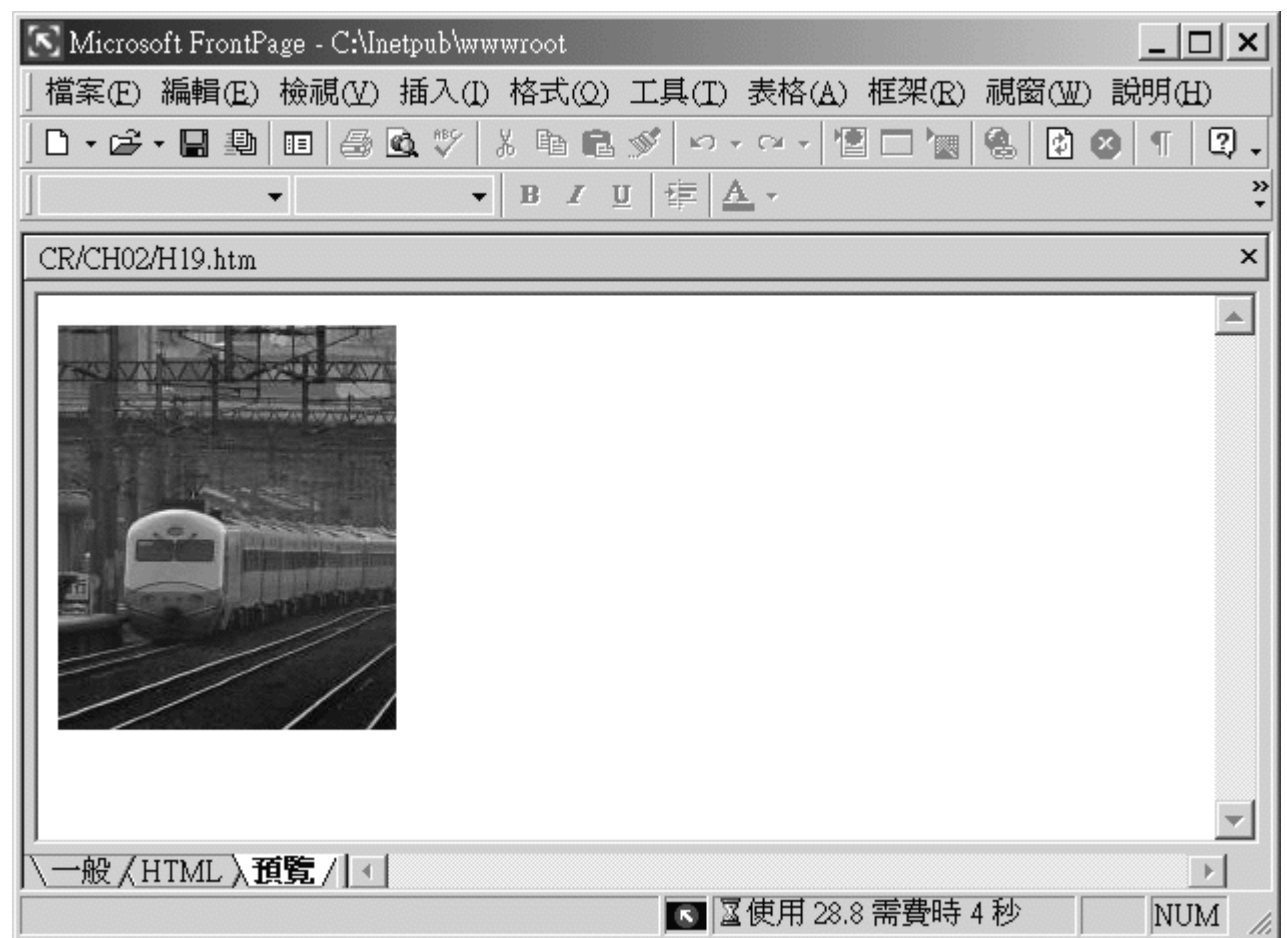 Microsoft FrontPage - C:\Inetpub\wwwroot
檔案(F) 編輯(E) 檢視(V) 插入(I) 格式(O) 工具(T) 表格(A) 框架(R) 視窗(W) 說明(H)
ABC
B I U A
CR/CH02/H19.htm
一般 HTML 預覽
使用 28.8 需費時 4 秒 NUM